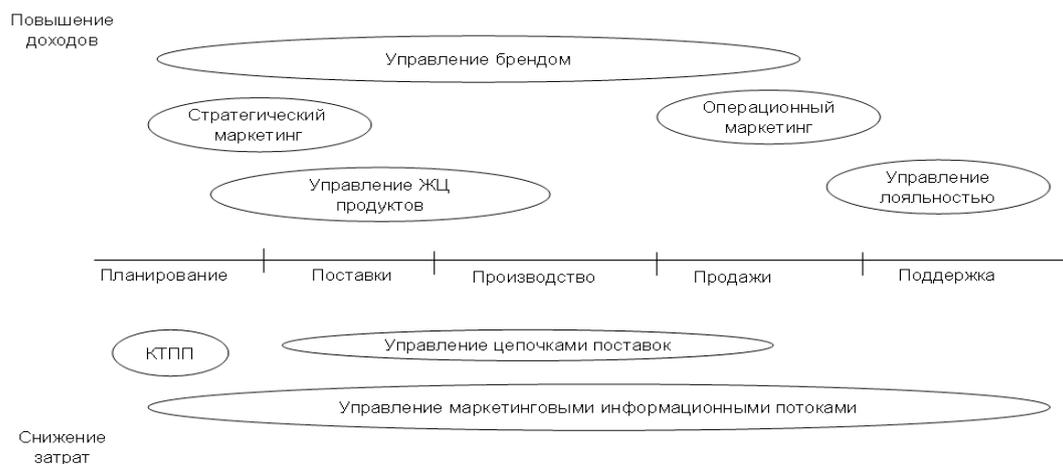 Повышение
доходов
Управление брендом
Стратегический
маркетинг
Операционный
маркетинг
Управление ЖЦ
продуктов
Управление
лояльностью
Планирование
Поставки
Производство
Продажи
Поддержка
КТПП
Управление цепочками поставок
Управление маркетинговыми информационными потоками
Снижение
затрат